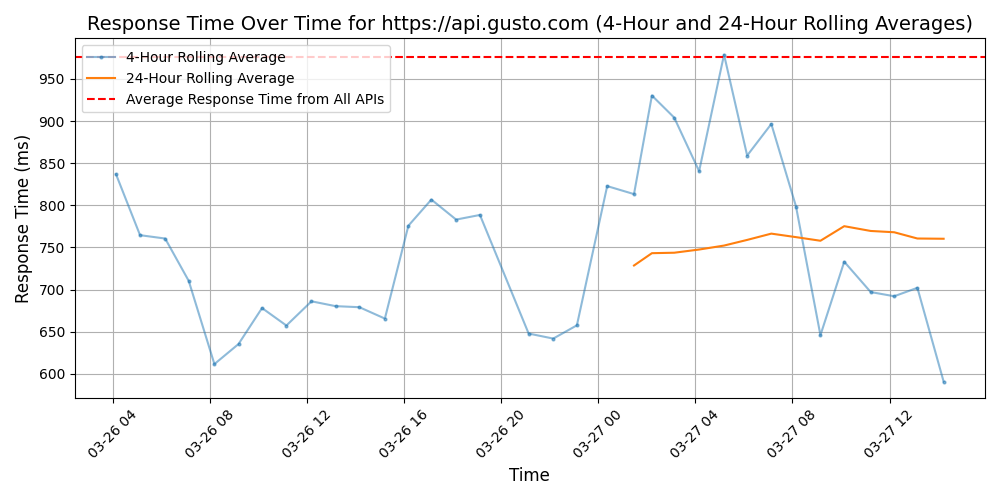 Response Time Over Time for https://api.gusto.com (4-Hour and 24-Hour Rolling Averages)
4-Hour Rolling Average
24-Hour Rolling Average
Average Response Time from All APIs
Response Time (ms)
950
900
850
800
750
700
650
600
03-26 04
03-26 08
03-26 12
03-26 16
03-26 20
03-27 00
03-27 04
03-27 08
03-27 12
Time